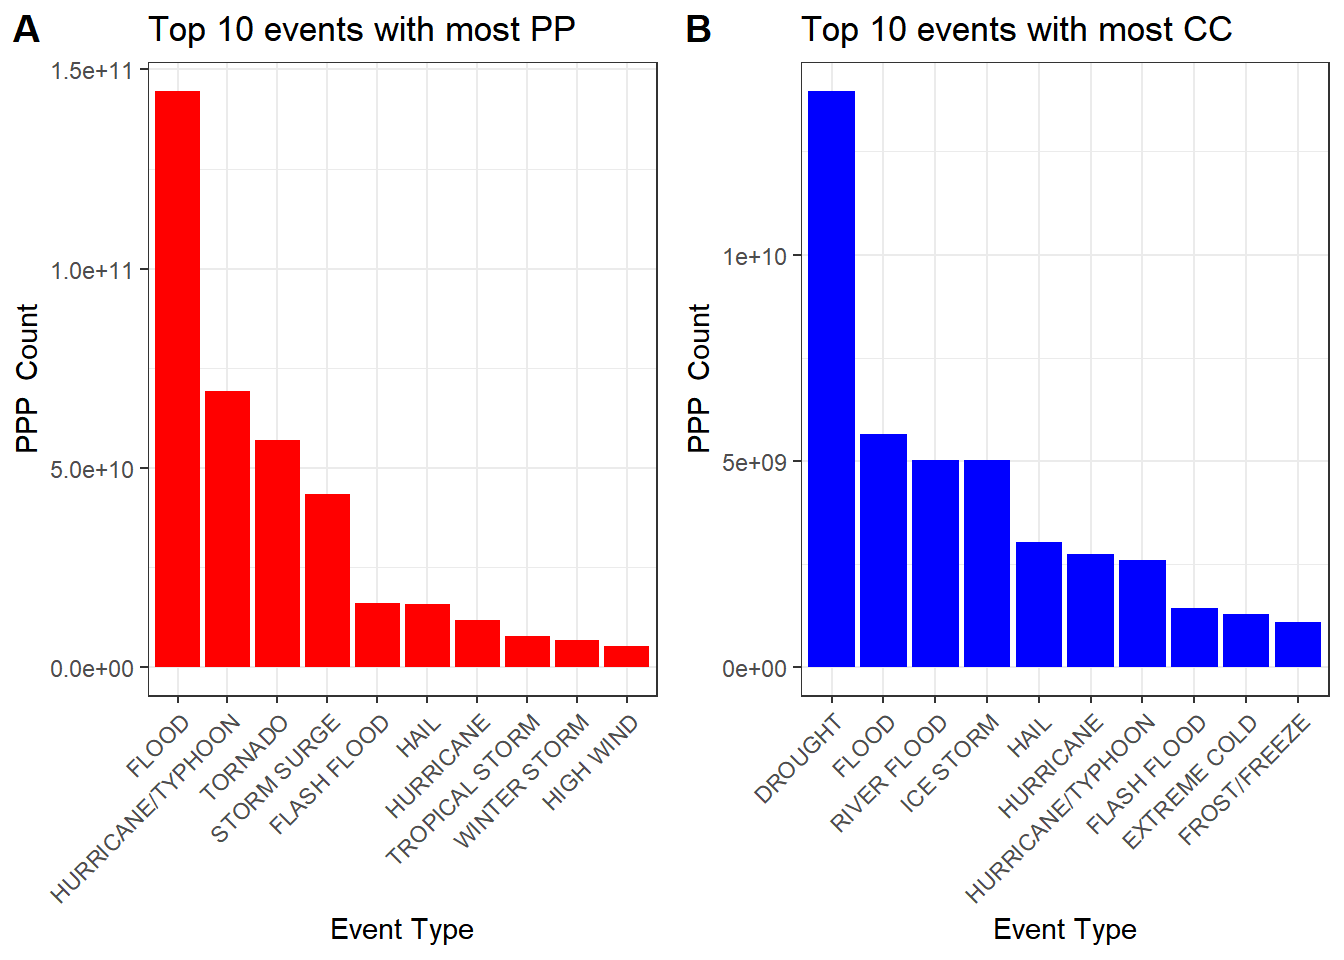 A
Top 10 events with most PP
PPP Count
1.5e+11
1.0e+11
5.0e+10
0.0e+00
FLOOD
HURRICANE/TYPHOON
TORNADO
STORM SURGE
FLASH FLOOD
HAIL
HURRICANE
TROPICAL STORM
WINTER STORM
HIGH WIND
Event Type
B
Top 10 events with most CC
PPP Count
1e+10
5e+09
0e+00
DROUGHT
FLOOD
RIVER FLOOD
ICE STORM
HAIL
HURRICANE
HURRICANE/TYPHOON
FLASH FLOOD
EXTREME COLD
FROST/FREEZE
Event Type